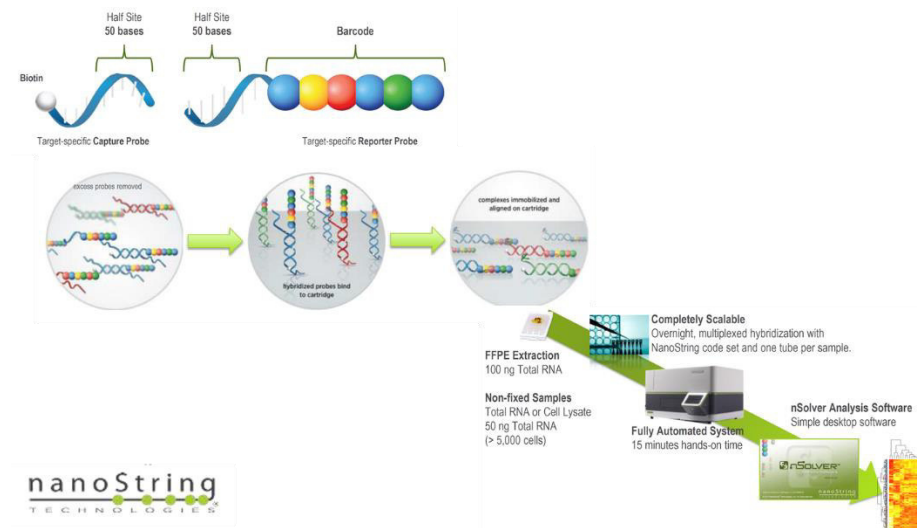 Half Site
50 bases
Half Site
50 bases
Barcode
Biotin
Target-specific Capture Probe
Target-specific Reporter Probe
excess probes removed
hybridized probes bind
to cartridge
complexes immobilized and
aligned on cartridge
Completely Scalable
Overnight, multiplexed hybridization with
NanoString code set and one tube per sample.
FFPE Extraction
100 ng Total RNA
Non-fixed Samples
Total RNA or Cell Lysate
50 ng Total RNA
(> 5,000 cells)
Fully Automated System
15 minutes hands-on time
nSolver Analysis Software
Simple desktop software
nSOLVER™
nanoString
nanoString
TECHNOLOGIES®